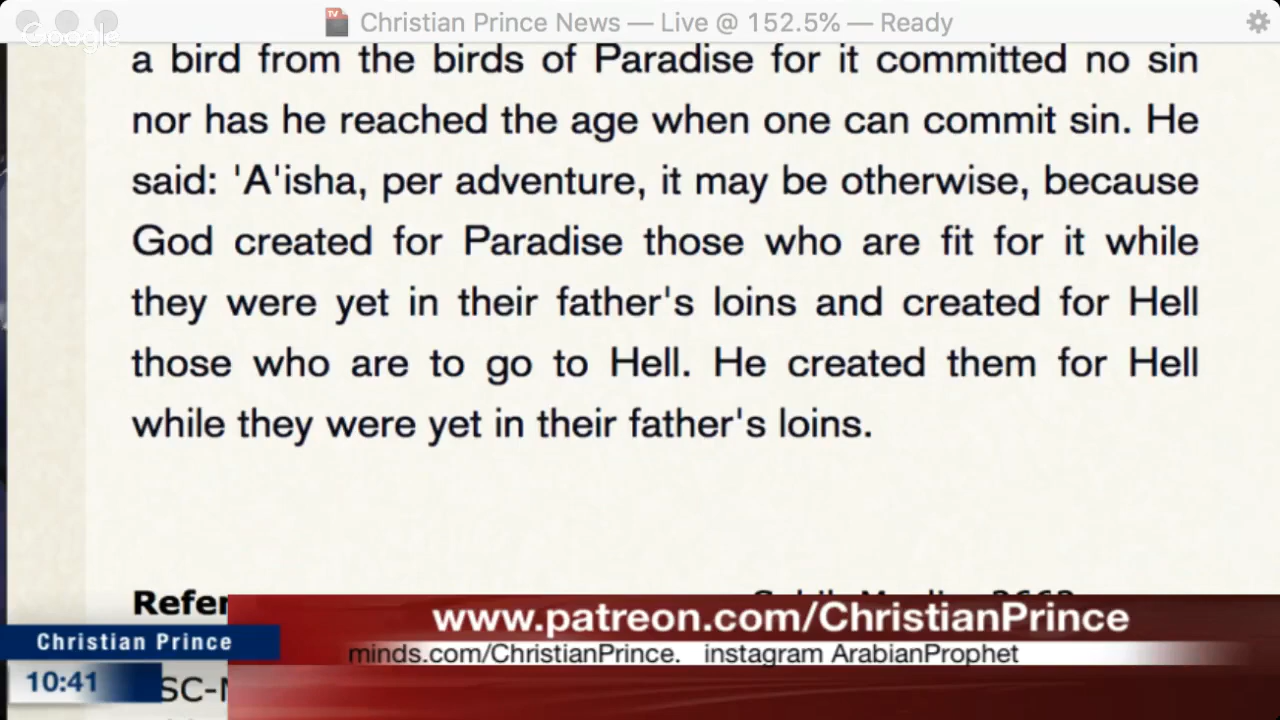 Christian Prince News — Live @ 152.5% — Ready
Google
a bird from the birds of Paradise for it committed no sin
nor has he reached the age when one can commit sin. He
said: 'A'isha, per adventure, it may be otherwise, because
God created for Paradise those who are fit for it while
they were yet in their father's loins and created for Hell
those who are to go to Hell. He created them for Hell
while they were yet in their father's loins.
Refer
www.patreon.com/ChristianPrince
Christian Prince
minds.com/ChristianPrince. instagram ArabianProphet
10:41